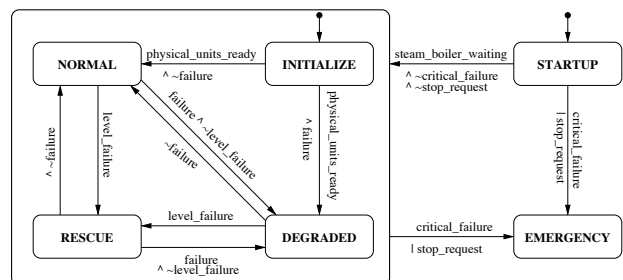 physical_units_ready
^ ~failure
steam_boiler_waiting
^ ~critical_failure
^ ~stop_request
NORMAL
INITIALIZE
STARTUP
failure ^ ~level_failure
~failure
level_failure
^ ~failure
physical_units_ready
^ failure
critical_failure
| stop_request
level_failure
failure
^ ~level_failure
critical_failure
| stop_request
RESCUE
DEGRADED
EMERGENCY